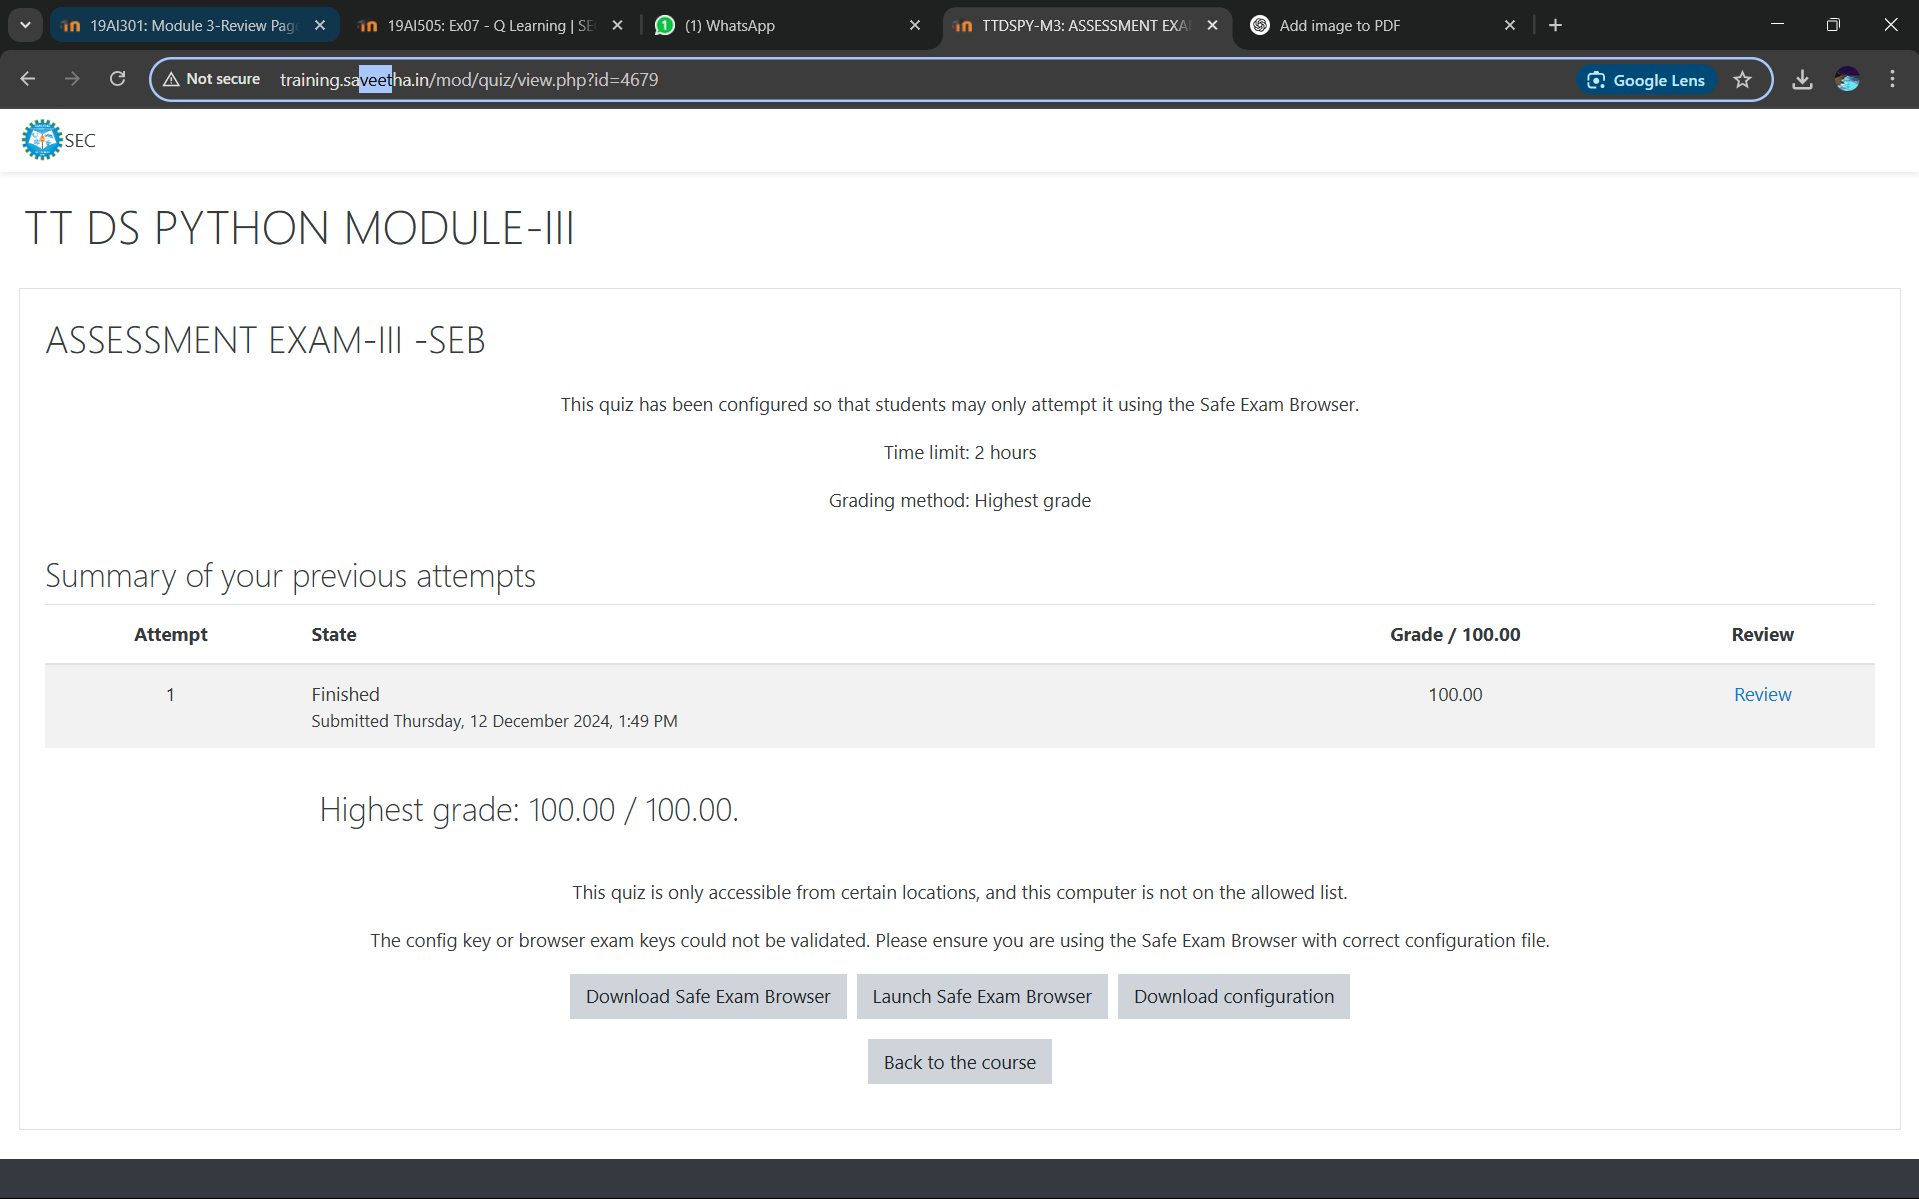 19AI301: Module 3-Review Pag
19AI505: Ex07 - Q Learning | SE
(1) WhatsApp
TTDSPY-M3: ASSESSMENT EXA
Add image to PDF
Not secure
training.saveetha.in/mod/quiz/view.php?id=4679
Google Lens
SEC
TT DS PYTHON MODULE-III
ASSESSMENT EXAM-III -SEB
This quiz has been configured so that students may only attempt it using the Safe Exam Browser.
Time limit: 2 hours
Grading method: Highest grade
Summary of your previous attempts
Attempt State Grade / 100.00 Review
1 Finished 100.00 Review
Submitted Thursday, 12 December 2024, 1:49 PM
Highest grade: 100.00 / 100.00.
This quiz is only accessible from certain locations, and this computer is not on the allowed list.
The config key or browser exam keys could not be validated. Please ensure you are using the Safe Exam Browser with correct configuration file.
Download Safe Exam Browser Launch Safe Exam Browser Download configuration
Back to the course